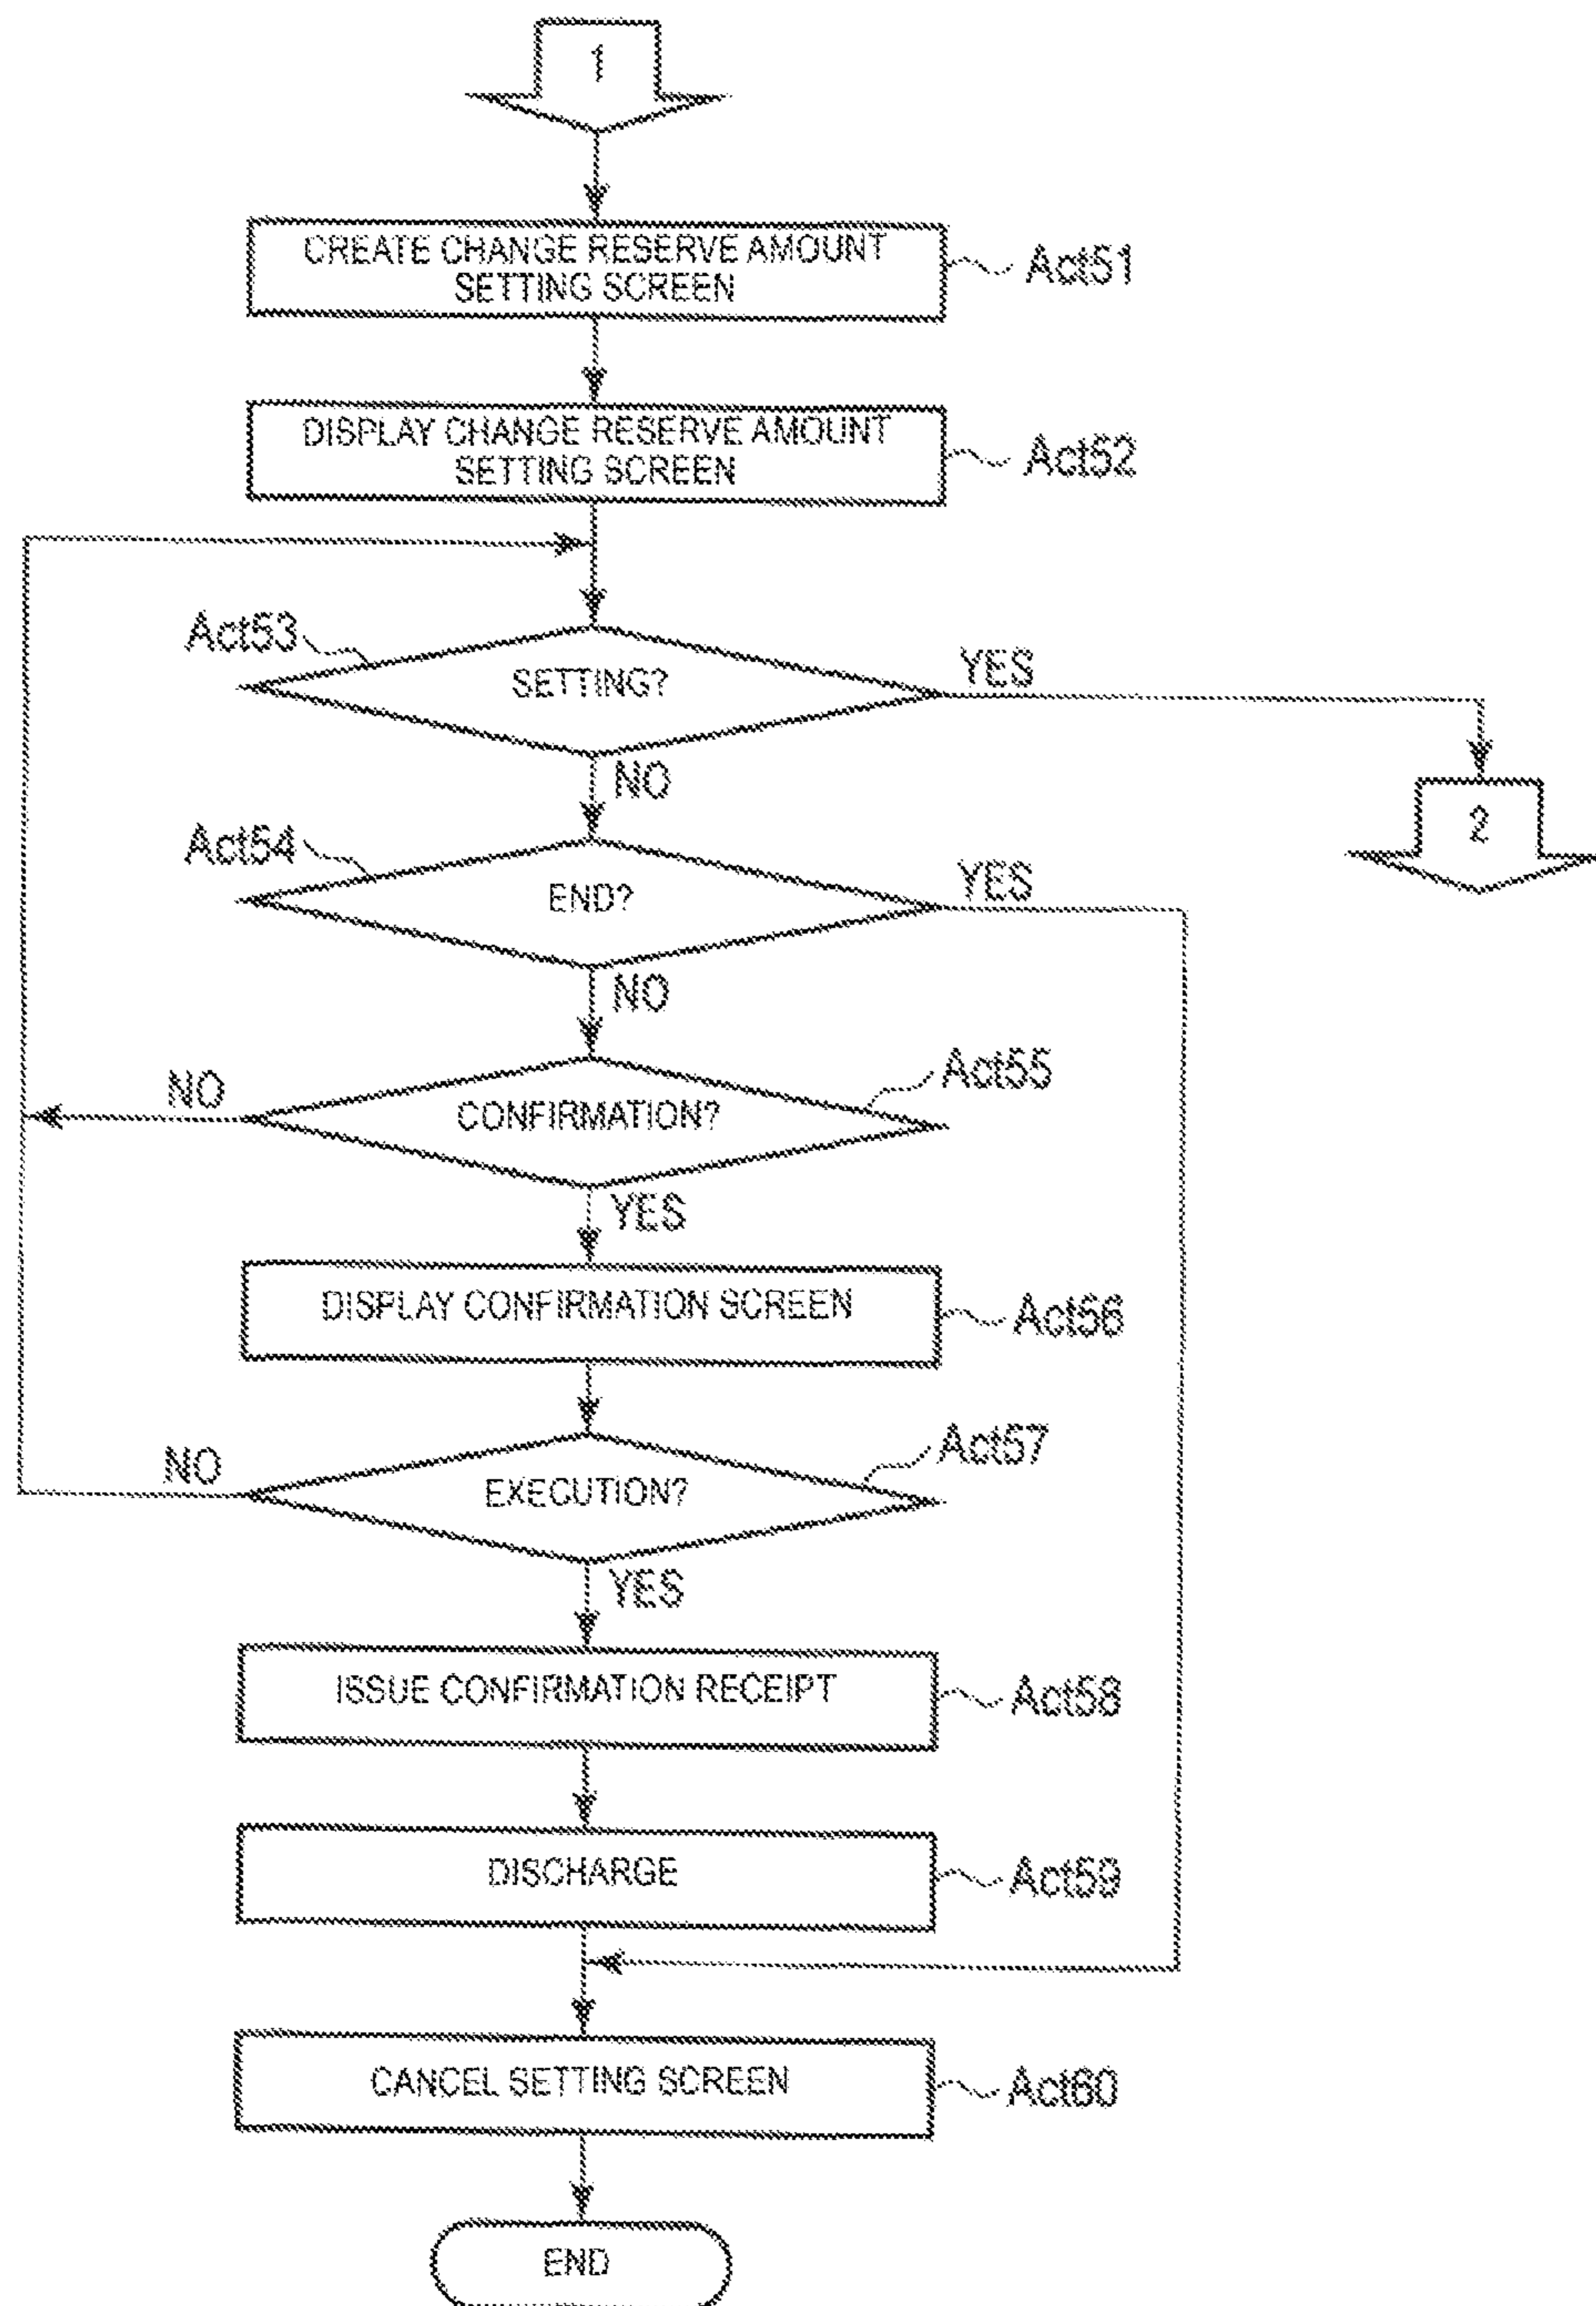 1
CREATE CHANGE RESERVE AMOUNT
SETTING SCREEN
Act51
DISPLAY CHANGE RESERVE AMOUNT
SETTING SCREEN
Act52
Act53
SETTING?
YES
NO
2
Act54
END?
YES
NO
Act55
NO
CONFIRMATION?
YES
DISPLAY CONFIRMATION SCREEN
Act56
Act57
NO
EXECUTION?
YES
ISSUE CONFIRMATION RECEIPT
Act58
DISCHARGE
Act59
CANCEL SETTING SCREEN
Act60
END